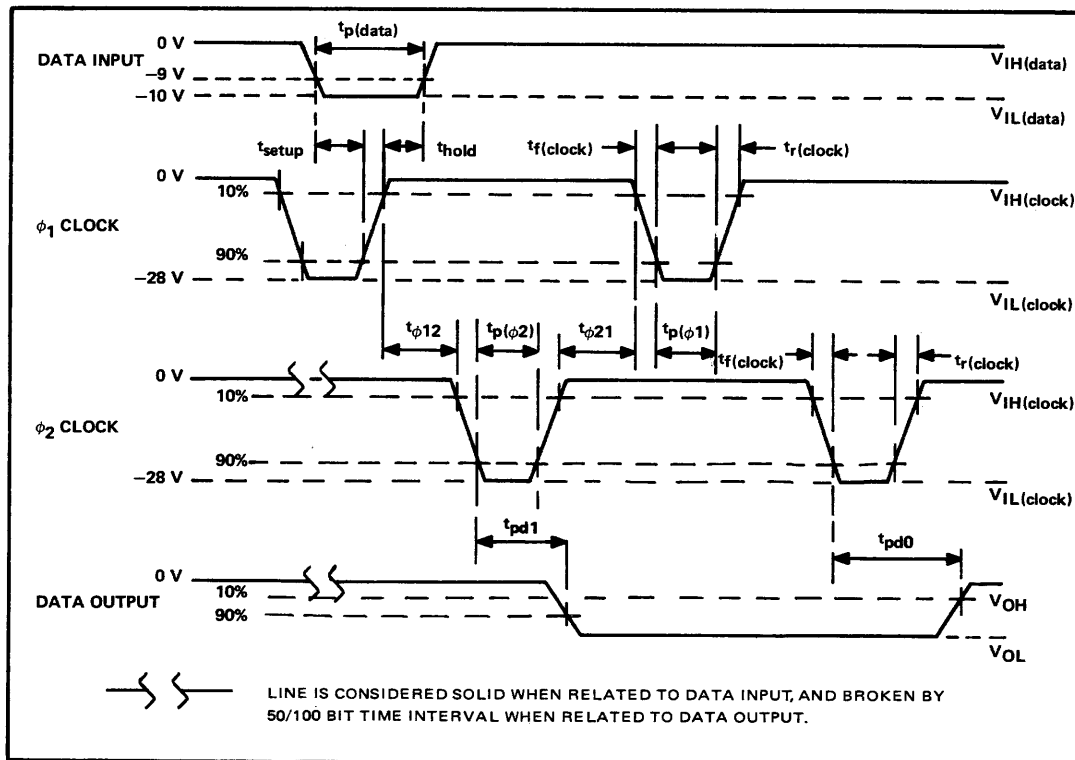 tp(data)
0 V
DATA INPUT
VIH(data)
−9 V
−10 V
VIL(data)
tsetup
thold
tf(clock)
tr(clock)
0 V
10%
VIH(clock)
ϕ1 CLOCK
90%
−28 V
VIL(clock)
tϕ12
tp(ϕ2)
tϕ21
tp(ϕ1)
tf(clock)
tr(clock)
0 V
10%
VIH(clock)
ϕ2 CLOCK
90%
−28 V
VIL(clock)
tpd1
tpd0
0 V
10%
VOH
DATA OUTPUT
90%
VOL
LINE IS CONSIDERED SOLID WHEN RELATED TO DATA INPUT, AND BROKEN BY
50/100 BIT TIME INTERVAL WHEN RELATED TO DATA OUTPUT.